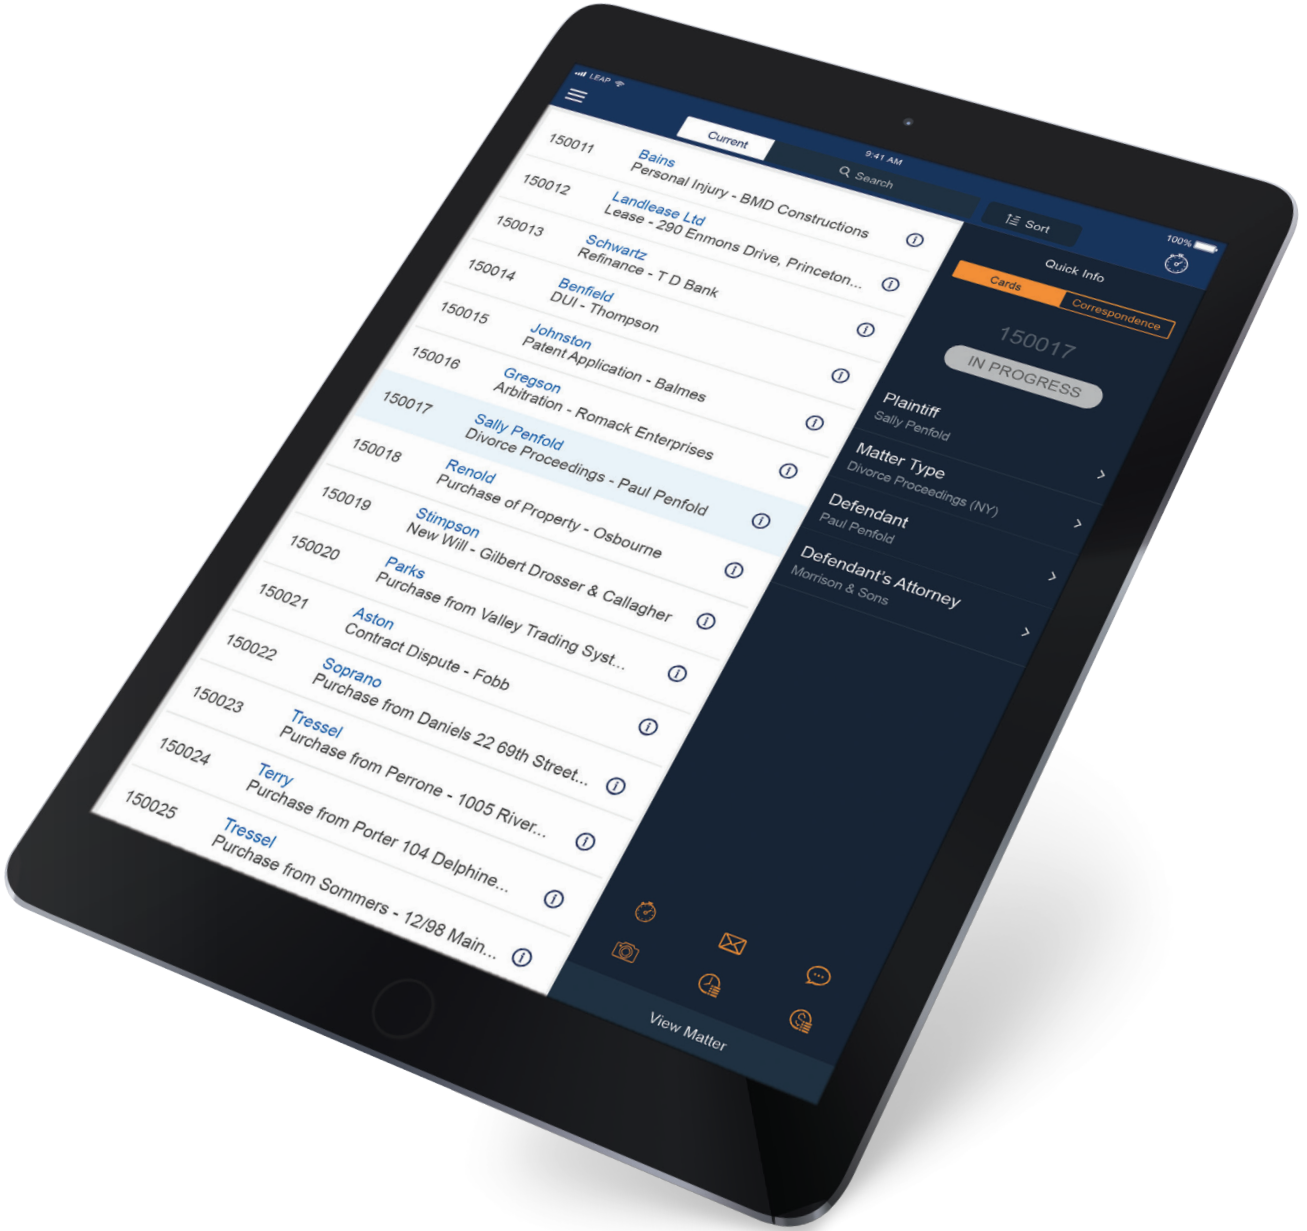 LEAP
9:41 AM
100%
Current
Search
Sort
150011
Bains
Personal Injury - BMD Constructions
150012
Landlease Ltd
Lease - 290 Enmons Drive, Princeton...
150013
Schwartz
Refinance - T D Bank
150014
Benfield
DUI - Thompson
150015
Johnston
Patent Application - Balmes
150016
Gregson
Arbitration - Romack Enterprises
150017
Sally Penfold
Divorce Proceedings - Paul Penfold
150018
Renold
Purchase of Property - Osbourne
150019
Stimpson
New Will - Gilbert Drosser & Callagher
150020
Parks
Purchase from Valley Trading Syst...
150021
Aston
Contract Dispute - Fobb
150022
Soprano
Purchase from Daniels 22 69th Street...
150023
Tressel
Purchase from Perrone - 1005 River...
150024
Terry
Purchase from Porter 104 Delphine...
150025
Tressel
Purchase from Sommers - 12/98 Main...
Quick Info
Cards
Correspondence
150017
IN PROGRESS
Plaintiff
Sally Penfold
Matter Type
Divorce Proceedings (NY)
Defendant
Paul Penfold
Defendant's Attorney
Morrison & Sons
View Matter